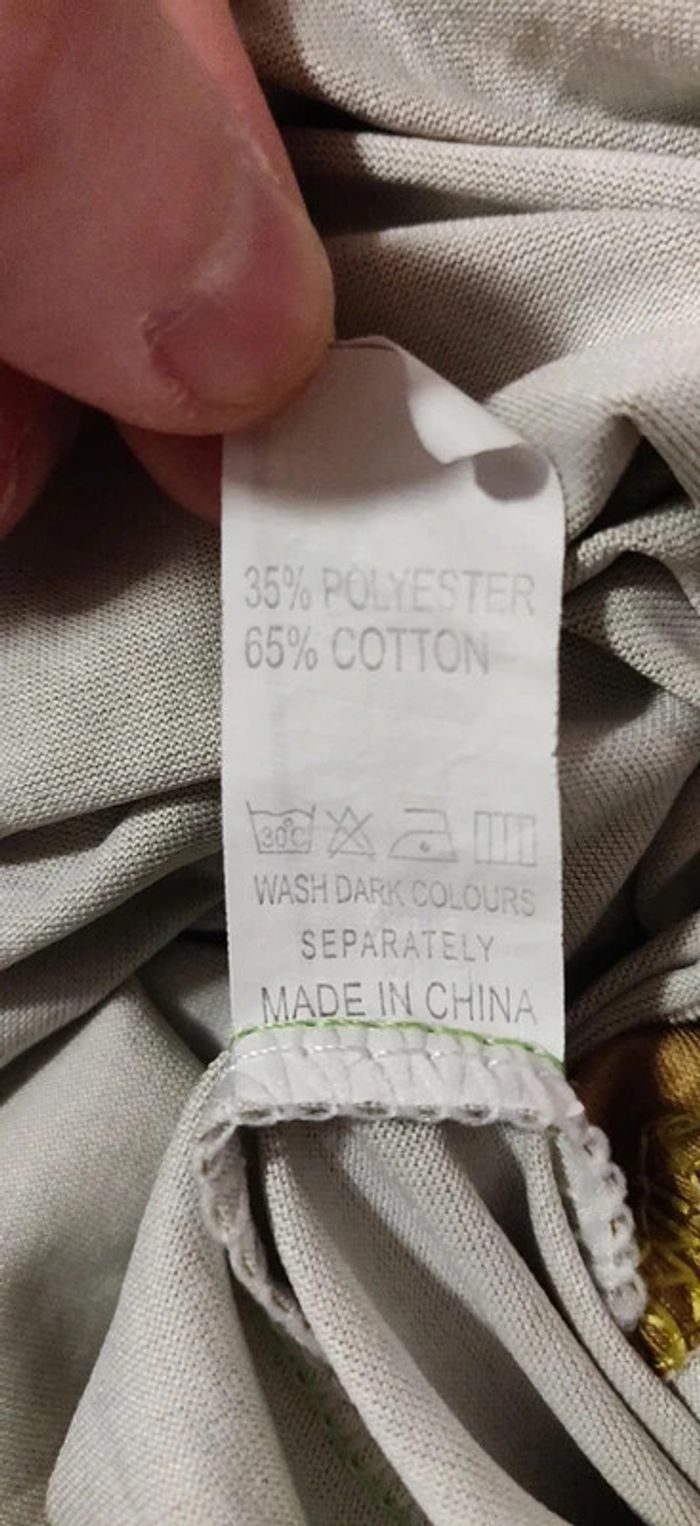 35% POLYESTER
65% COTTON
30°C
WASH DARK COLOURS
SEPARATELY
MADE IN CHINA